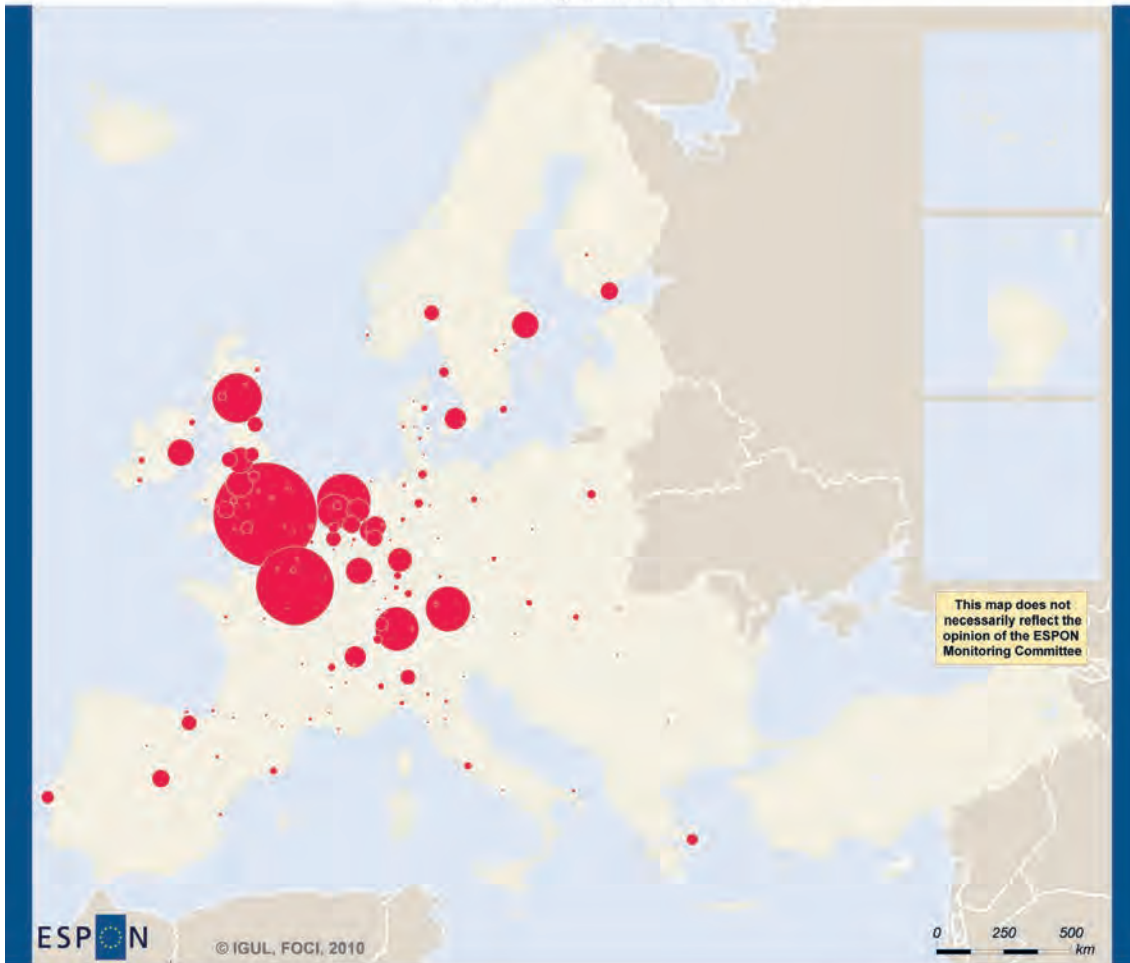 This map does not
necessarily reflect the
opinion of the ESPON
Monitoring Committee
ESPON
© IGUL, FOCI, 2010
0 250 500
km